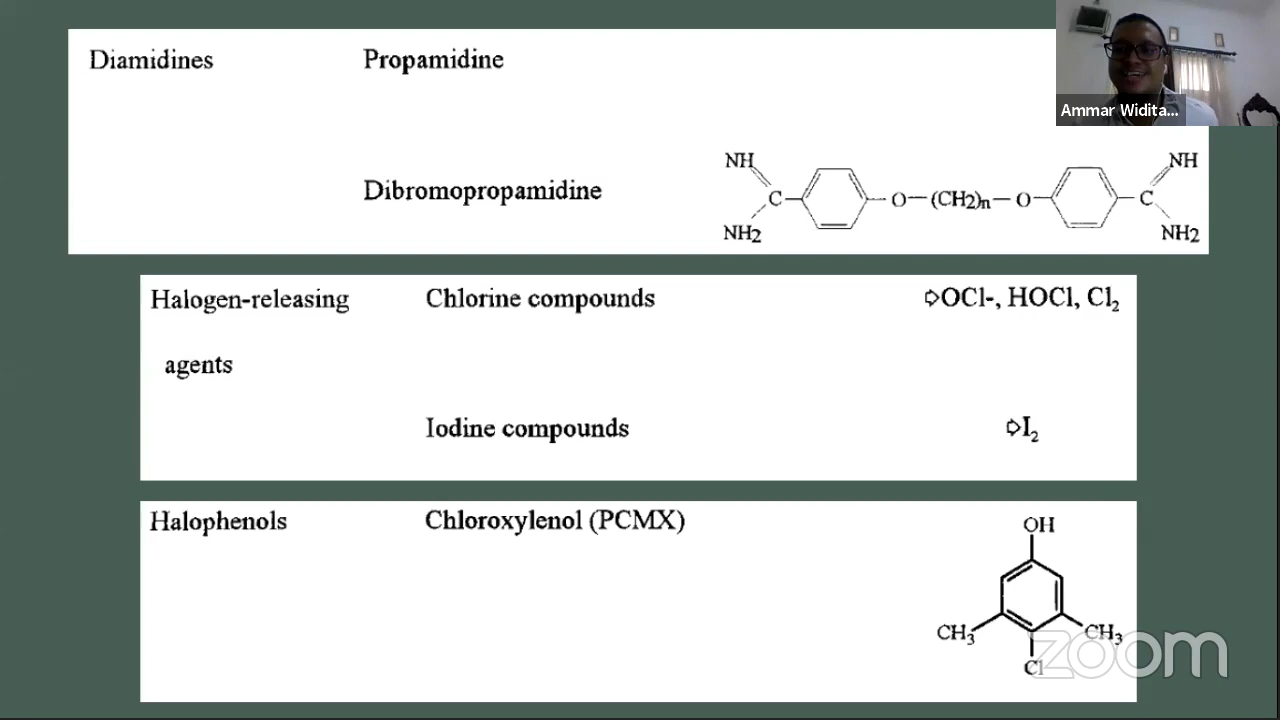 Diamidines Propamidine
Ammar Widita...
Dibromopropamidine
NH NH
C O (CH2)n O C
NH2 NH2
Halogen-releasing Chlorine compounds ⇨OCl-, HOCl, Cl₂
agents
Iodine compounds ⇨I₂
Halophenols Chloroxylenol (PCMX)
OH
CH₃ CH₃
Cl
zoom